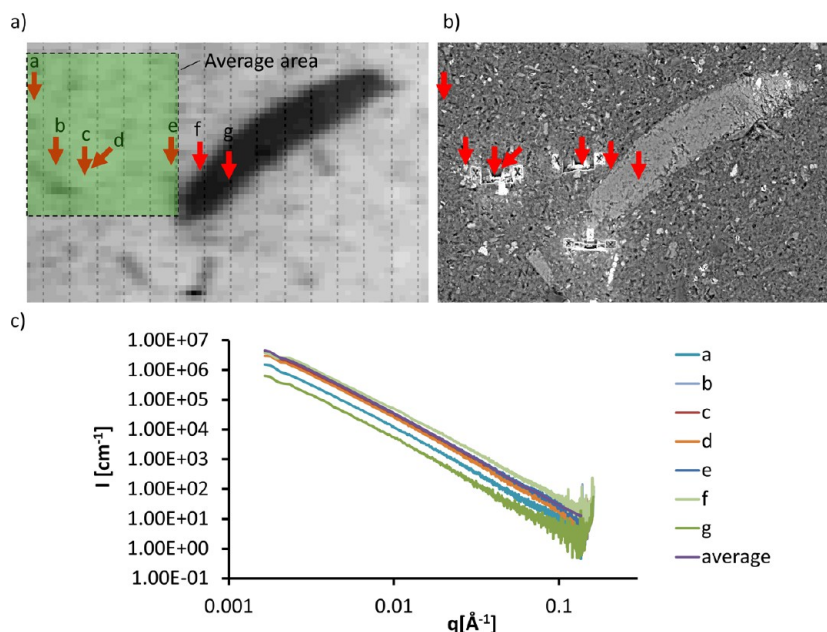 a)
b)
a
Average area
b
c
d
e
f
g
c)
1.00E+07
1.00E+06
1.00E+05
1.00E+04
1.00E+03
1.00E+02
1.00E+01
1.00E+00
1.00E-01
I [cm⁻¹]
0.001
0.01
0.1
q[Å⁻¹]
a
b
c
d
e
f
g
average